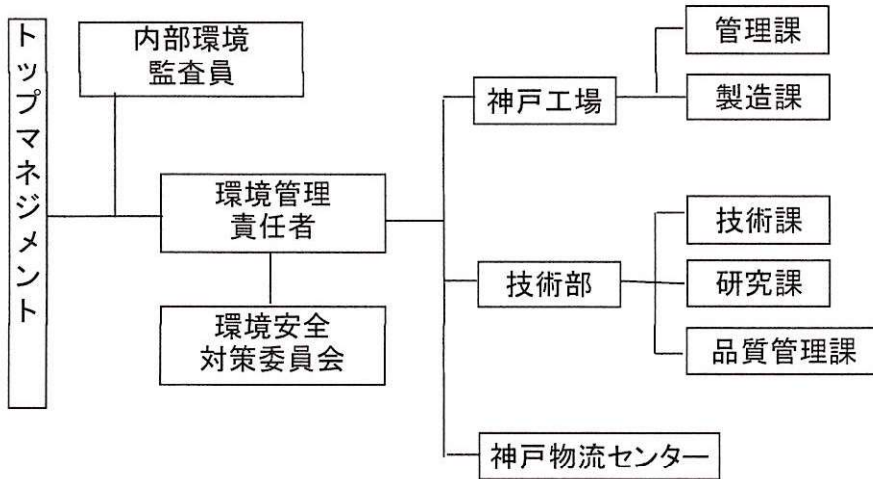 トップマネジメント
内部環境
監査員
環境管理
責任者
環境安全
対策委員会
神戸工場
管理課
製造課
技術部
技術課
研究課
品質管理課
神戸物流センター